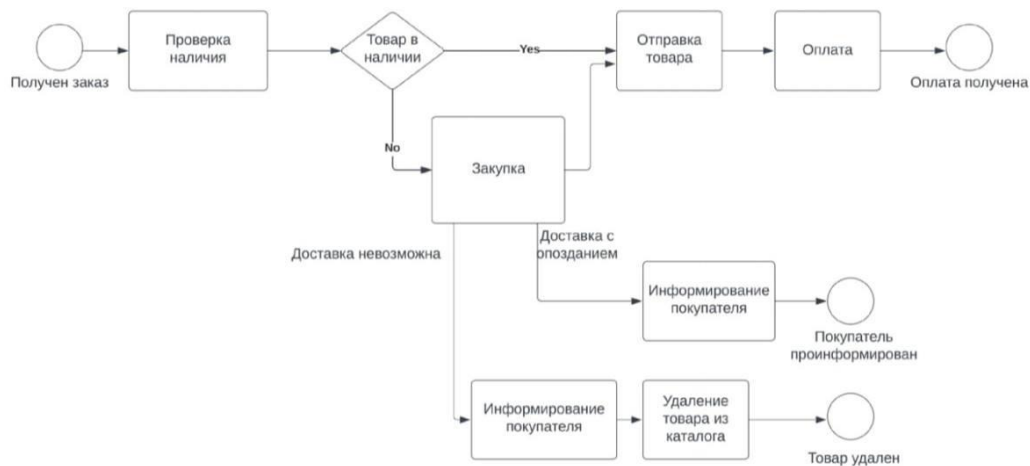 Получен заказ
Проверка
наличия
Товар в
наличии
Yes
Отправка
товара
Оплата
Оплата получена
No
Закупка
Доставка невозможна
Доставка с
опозданием
Информирование
покупателя
Покупатель
проинформирован
Информирование
покупателя
Удаление
товара из
каталога
Товар удален